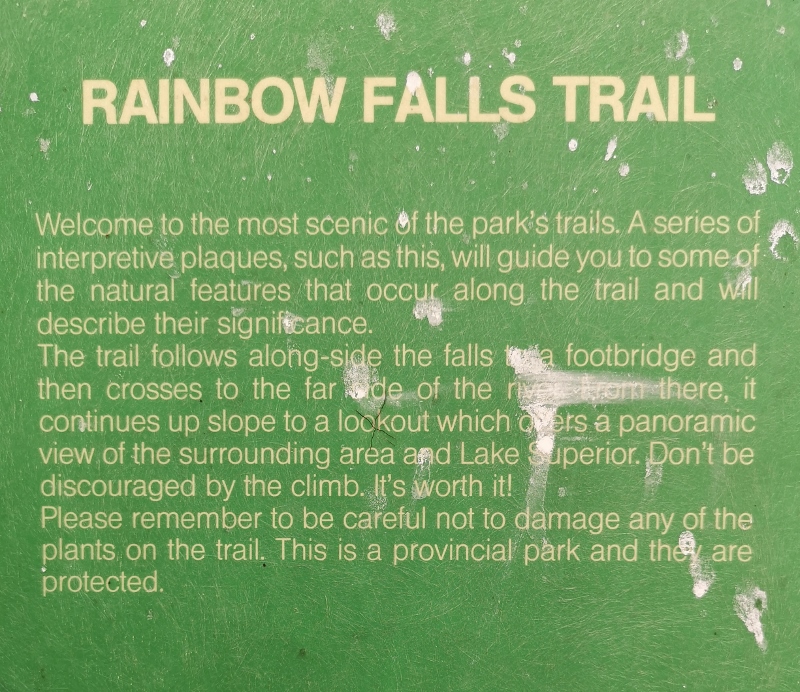 RAINBOW FALLS TRAIL
Welcome to the most scenic of the park's trails. A series of
interpretive plaques, such as this, will guide you to some of
the natural features that occur along the trail and will
describe their significance.
The trail follows along-side the falls to a footbridge and
then crosses to the far side of the river. From there, it
continues up slope to a lookout which offers a panoramic
view of the surrounding area and Lake Superior. Don't be
discouraged by the climb. It's worth it!
Please remember to be careful not to damage any of the
plants on the trail. This is a provincial park and they are
protected.